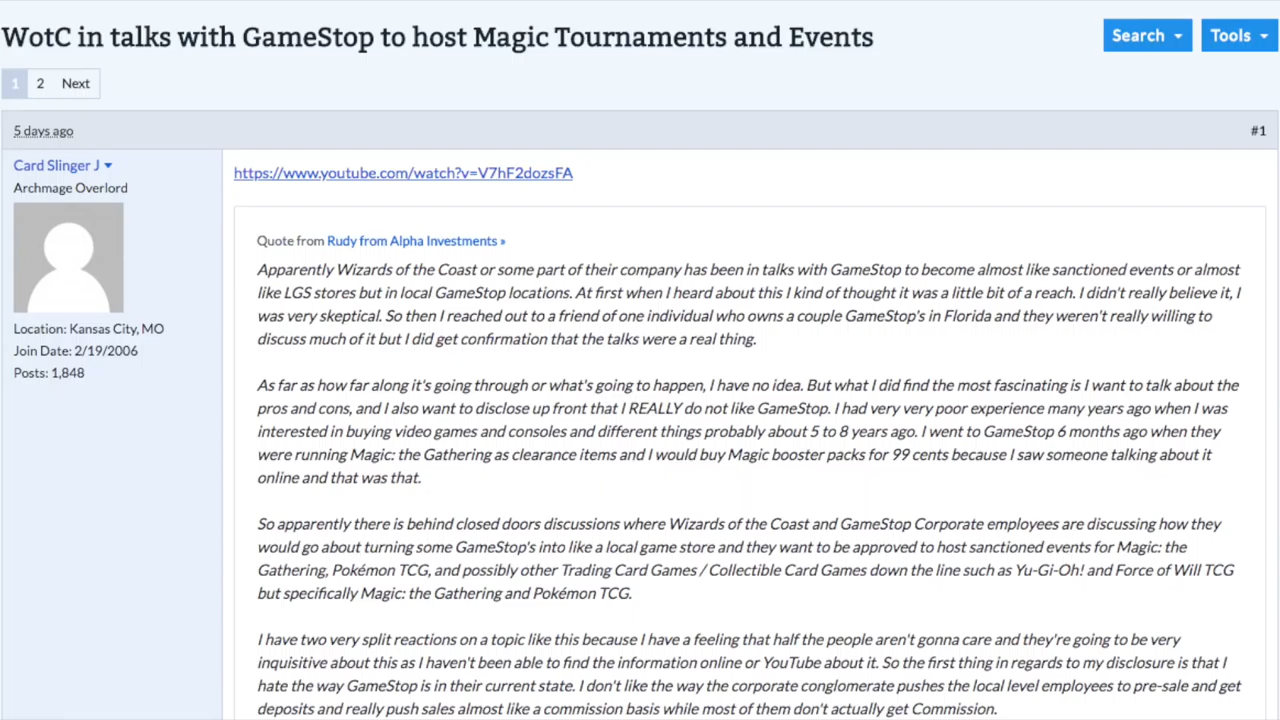 WotC in talks with GameStop to host Magic Tournaments and Events
Search
Tools
1 2 Next
5 days ago
#1
Card Slinger J
Archmage Overlord
Location: Kansas City, MO
Join Date: 2/19/2006
Posts: 1,848
https://www.youtube.com/watch?v=V7hF2dozsFA
Quote from Rudy from Alpha Investments »
Apparently Wizards of the Coast or some part of their company has been in talks with GameStop to become almost like sanctioned events or almost
like LGS stores but in local GameStop locations. At first when I heard about this I kind of thought it was a little bit of a reach. I didn't really believe it, I
was very skeptical. So then I reached out to a friend of one individual who owns a couple GameStop's in Florida and they weren't really willing to
discuss much of it but I did get confirmation that the talks were a real thing.
As far as how far along it's going through or what's going to happen, I have no idea. But what I did find the most fascinating is I want to talk about the
pros and cons, and I also want to disclose up front that I REALLY do not like GameStop. I had very very poor experience many years ago when I was
interested in buying video games and consoles and different things probably about 5 to 8 years ago. I went to GameStop 6 months ago when they
were running Magic: the Gathering as clearance items and I would buy Magic booster packs for 99 cents because I saw someone talking about it
online and that was that.
So apparently there is behind closed doors discussions where Wizards of the Coast and GameStop Corporate employees are discussing how they
would go about turning some GameStop's into like a local game store and they want to be approved to host sanctioned events for Magic: the
Gathering, Pokémon TCG, and possibly other Trading Card Games / Collectible Card Games down the line such as Yu-Gi-Oh! and Force of Will TCG
but specifically Magic: the Gathering and Pokémon TCG.
I have two very split reactions on a topic like this because I have a feeling that half the people aren't gonna care and they're going to be very
inquisitive about this as I haven't been able to find the information online or YouTube about it. So the first thing in regards to my disclosure is that I
hate the way GameStop is in their current state. I don't like the way the corporate conglomerate pushes the local level employees to pre-sale and get
deposits and really push sales almost like a commission basis while most of them don't actually get Commission.